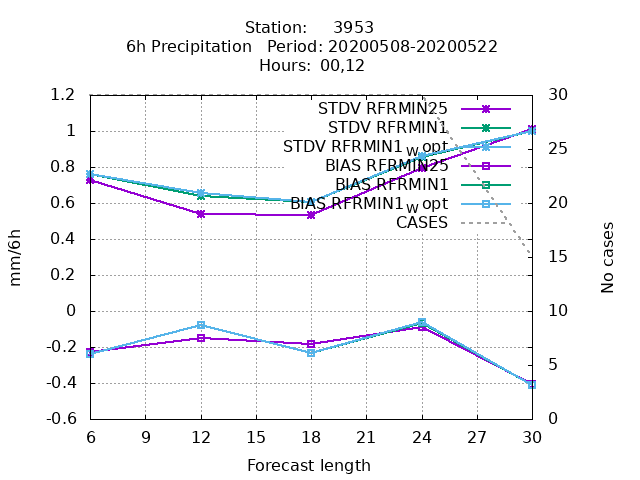 Station: 3953
6h Precipitation Period: 20200508-20200522
Hours: 00,12
1.2
1
0.8
0.6
0.4
0.2
0
-0.2
-0.4
-0.6
mm/6h
STDV RFRMIN25
STDV RFRMIN1
STDV RFRMIN1_W opt
BIAS RFRMIN25
BIAS RFRMIN1
BIAS RFRMIN1_W opt
CASES
30
25
20
15
10
5
0
No cases
6 9 12 15 18 21 24 27 30
Forecast length